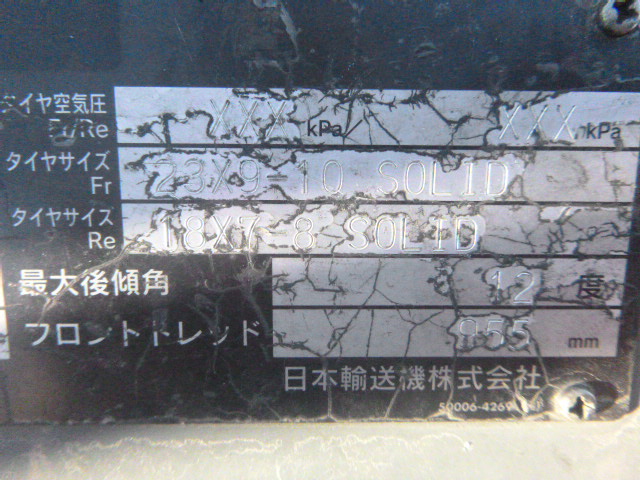 タイヤ空気圧 Fr/Re XXX kPa/ XXX kPa
タイヤサイズ Fr 23X9-10 SOLID
タイヤサイズ Re 18X7-8 SOLID
最大後傾角 12 度
フロントトレッド 955 mm
日本輸送機株式会社